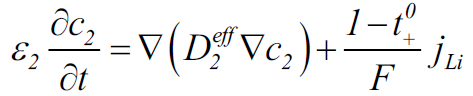 ε₂ ∂c₂/∂t = ∇(D₂^eff ∇c₂) + (1−t₊⁰)/F j_Li